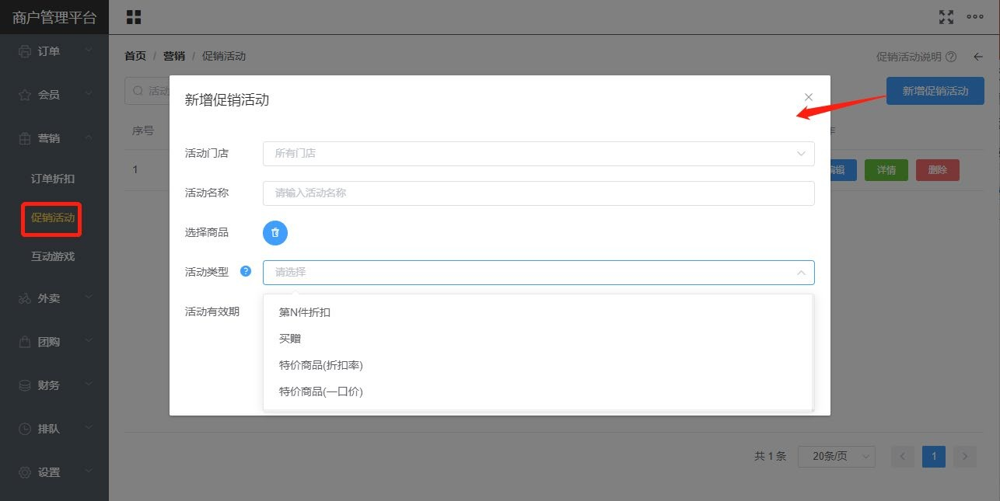 商户管理平台
订单
会员
营销
订单折扣
促销活动
互动游戏
外卖
团购
财务
排队
设置
首页 / 营销 / 促销活动
促销活动说明
活动
新增促销活动
序号
1
编辑
详情
删除
新增促销活动
活动门店
所有门店
活动名称
请输入活动名称
选择商品
活动类型
请选择
活动有效期
第N件折扣
买赠
特价商品(折扣率)
特价商品(一口价)
共 1 条
20条/页
1